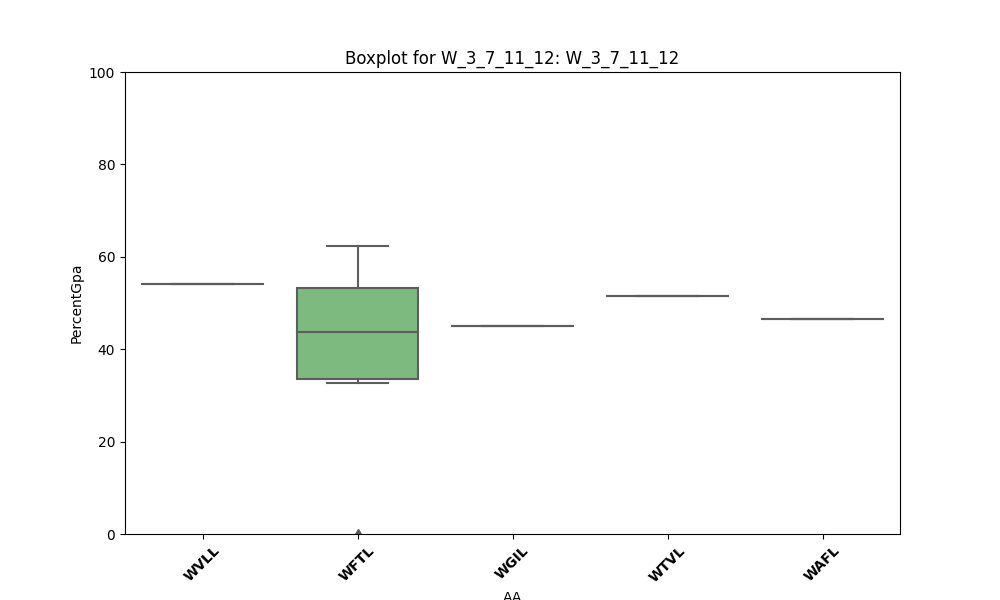 Boxplot for W_3_7_11_12: W_3_7_11_12
100
80
60
40
20
0
PercentGpa
WVLL
WFTL
WGIL
WTVL
WAFL
AA